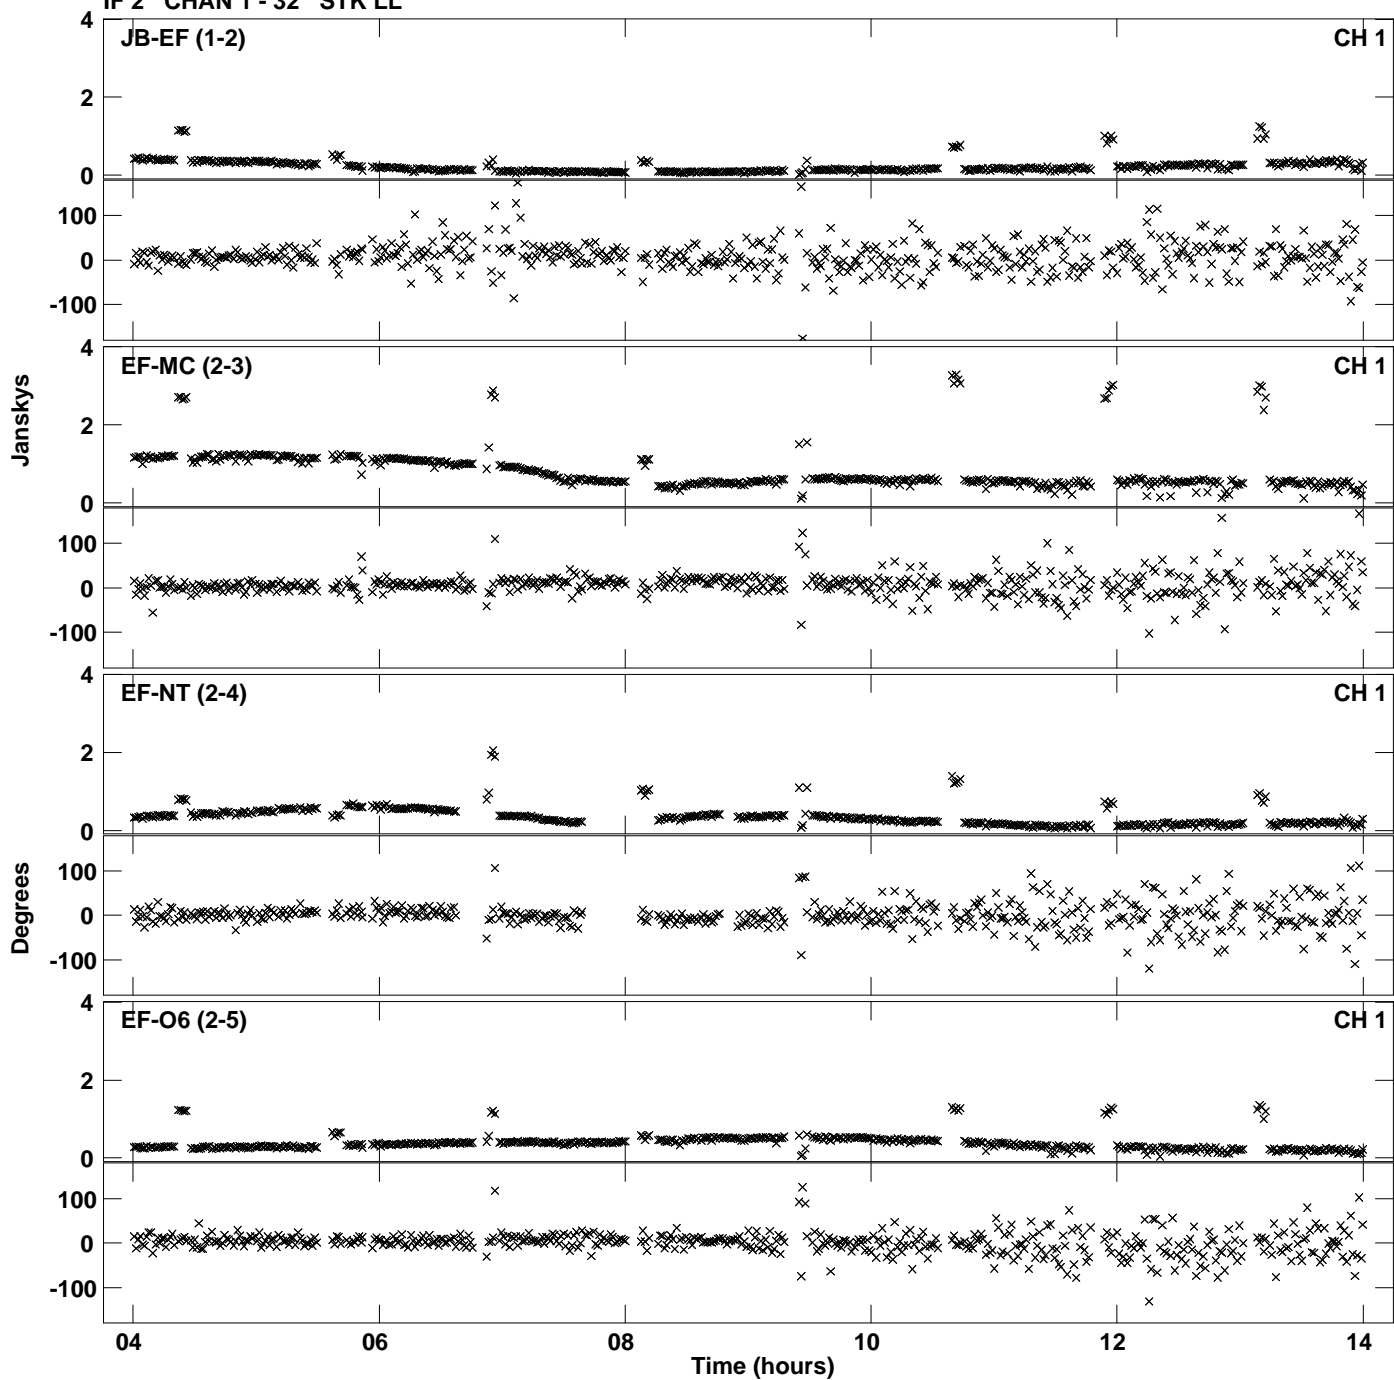 IF 2 CHAN 1 - 32 STK LL
4
JB-EF (1-2) CH 1
2
0
100
0
-100
4
EF-MC (2-3) CH 1
2
0
100
0
-100
Janskys
4
EF-NT (2-4) CH 1
2
0
100
0
-100
Degrees
4
EF-O6 (2-5) CH 1
2
0
100
0
-100
04 06 08 10 12 14
Time (hours)